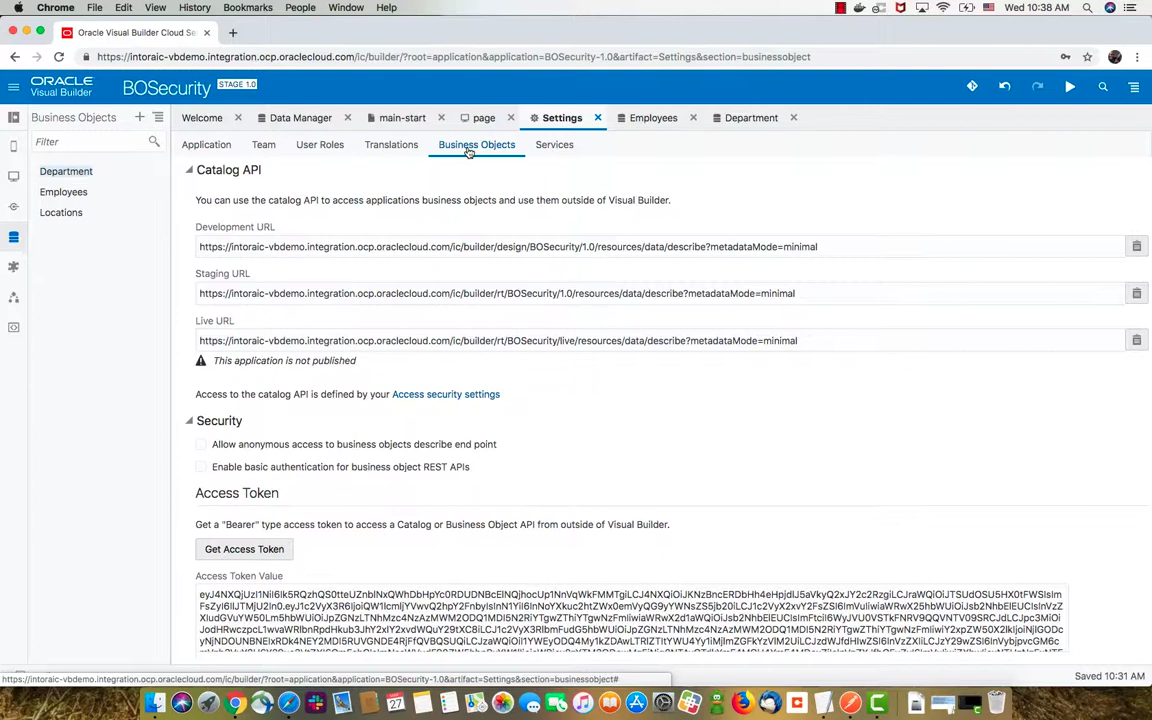 Chrome File Edit View History Bookmarks People Window Help Wed 10:38 AM
Oracle Visual Builder Cloud Se
https://intoraic-vbdemo.integration.ocp.oraclecloud.com/ic/builder/?root=application&application=BOSecurity-1.0&artifact=Settings&section=businessobject
ORACLE
Visual Builder
BOSecurity STAGE 1.0
Business Objects
Welcome Data Manager main-start page Settings Employees Department
Filter
Application Team User Roles Translations Business Objects Services
Department
Employees
Locations
Catalog API
You can use the catalog API to access applications business objects and use them outside of Visual Builder.
Development URL
https://intoraic-vbdemo.integration.ocp.oraclecloud.com/ic/builder/design/BOSecurity/1.0/resources/data/describe?metadataMode=minimal
Staging URL
https://intoraic-vbdemo.integration.ocp.oraclecloud.com/ic/builder/rt/BOSecurity/1.0/resources/data/describe?metadataMode=minimal
Live URL
https://intoraic-vbdemo.integration.ocp.oraclecloud.com/ic/builder/rt/BOSecurity/live/resources/data/describe?metadataMode=minimal
This application is not published
Access to the catalog API is defined by your Access security settings
Security
Allow anonymous access to business objects describe end point
Enable basic authentication for business object REST APIs
Access Token
Get a "Bearer" type access token to access a Catalog or Business Object API from outside of Visual Builder.
Get Access Token
Access Token Value
https://intoraic-vbdemo.integration.ocp.oraclecloud.com/ic/builder/?root=application&application=BOSecurity-1.0&artifact=Settings&section=businessobject#
Saved 10:31 AM